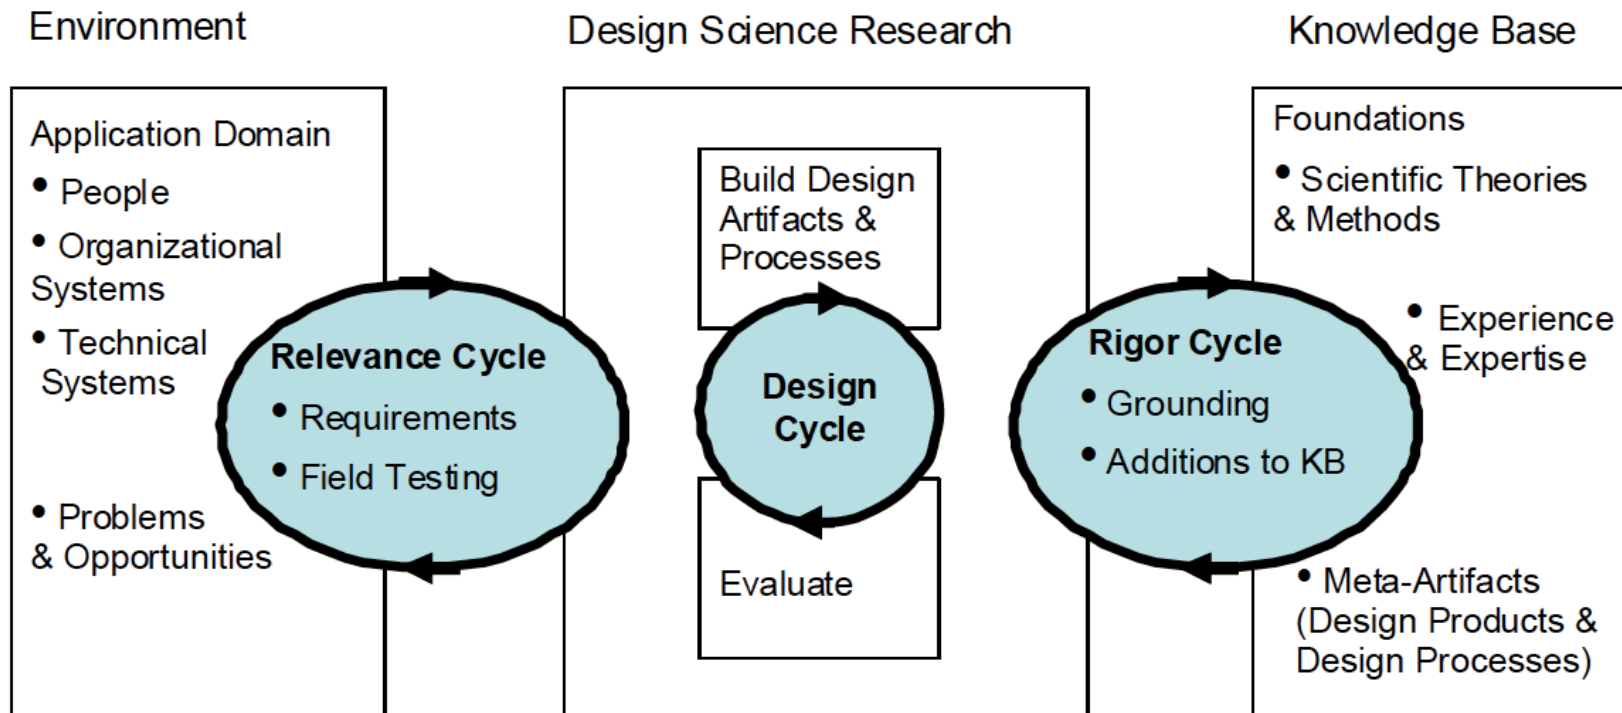 Environment
Design Science Research
Knowledge Base
Application Domain
• People
• Organizational
Systems
• Technical
Systems
• Problems
& Opportunities
Relevance Cycle
• Requirements
• Field Testing
Build Design
Artifacts &
Processes
Design
Cycle
Evaluate
Rigor Cycle
• Grounding
• Additions to KB
Foundations
• Scientific Theories
& Methods
• Experience
& Expertise
• Meta-Artifacts
(Design Products &
Design Processes)